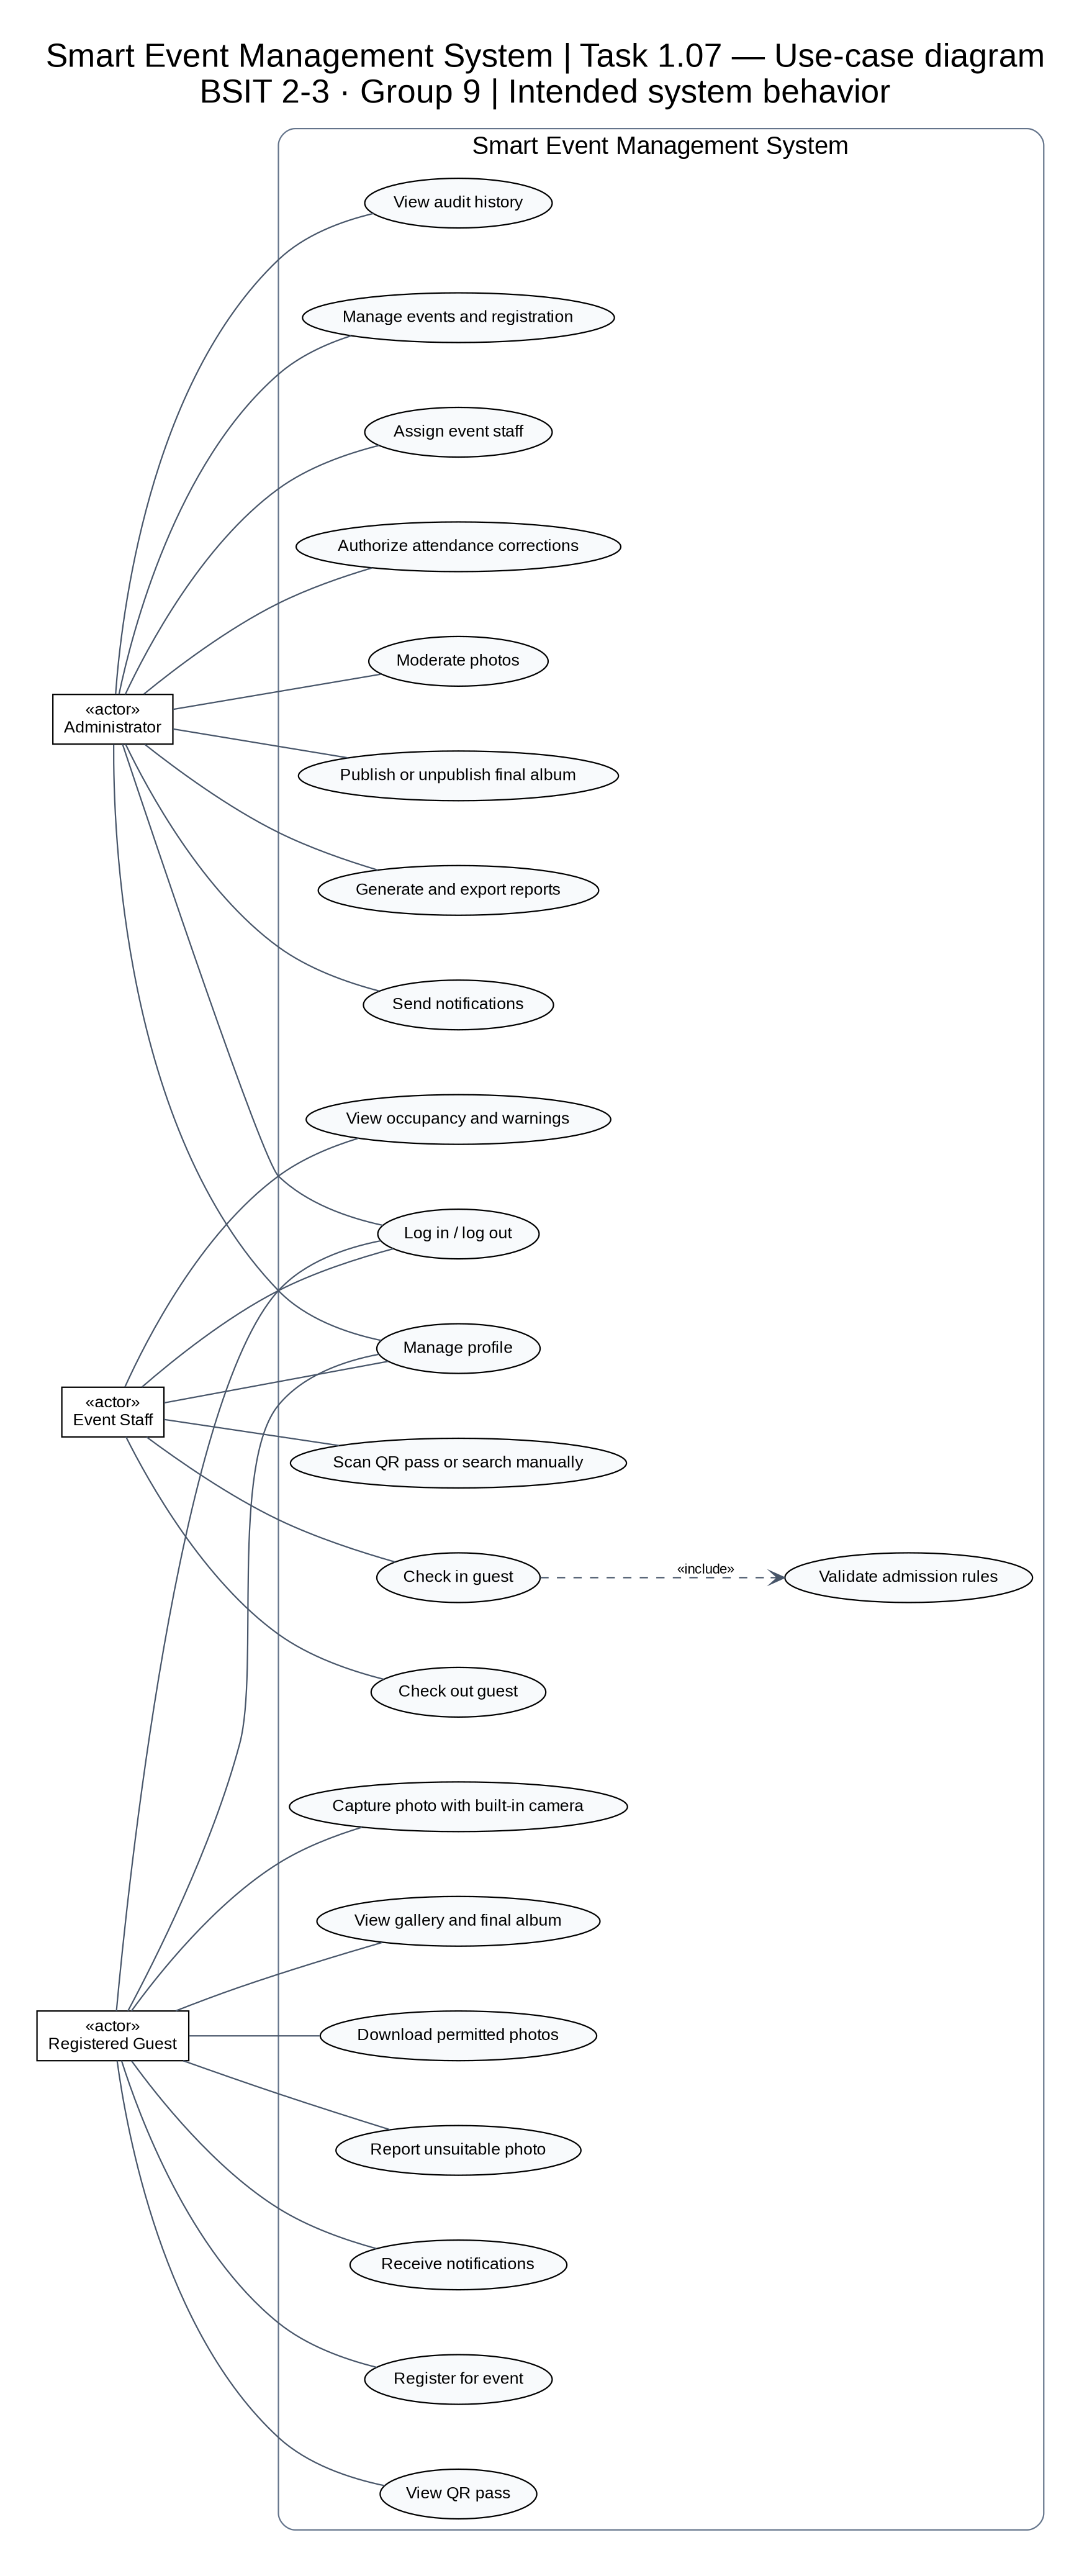 Smart Event Management System | Task 1.07 — Use-case diagram
BSIT 2-3 · Group 9 | Intended system behavior
Smart Event Management System
View audit history
Manage events and registration
Assign event staff
Authorize attendance corrections
Moderate photos
«actor»
Administrator
Publish or unpublish final album
Generate and export reports
Send notifications
View occupancy and warnings
Log in / log out
Manage profile
«actor»
Event Staff
Scan QR pass or search manually
Check in guest
«include»
Validate admission rules
Check out guest
Capture photo with built-in camera
View gallery and final album
«actor»
Registered Guest
Download permitted photos
Report unsuitable photo
Receive notifications
Register for event
View QR pass